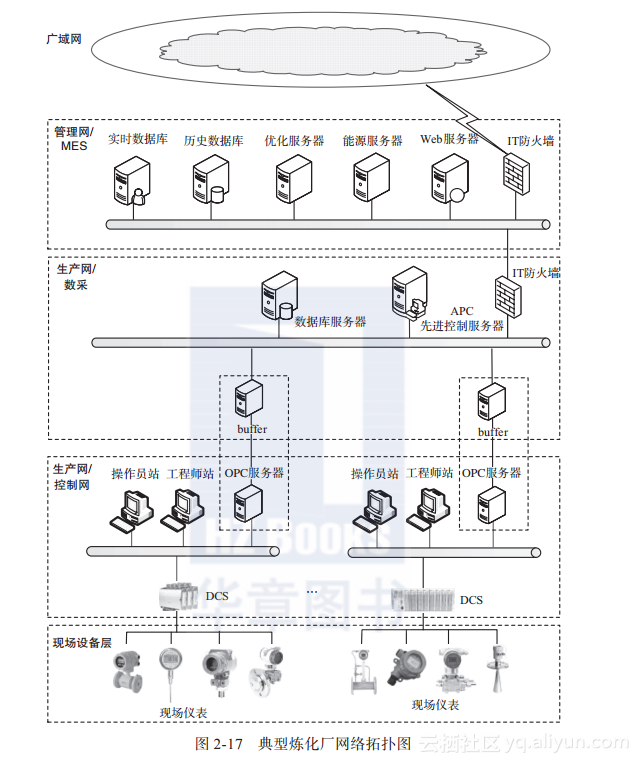 广域网
管理网/
MES
实时数据库
历史数据库
优化服务器
能源服务器
Web服务器
IT防火墙
生产网/
数采
数据库服务器
APC
先进控制服务器
IT防火墙
buffer
buffer
生产网/
控制网
操作员站
工程师站
OPC服务器
操作员站
工程师站
OPC服务器
HZ BOOKS
华章图书
DCS
...
DCS
现场设备层
现场仪表
现场仪表
图 2-17 典型炼化厂网络拓扑图
云栖社区 yq.aliyun.com